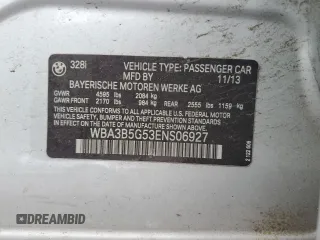 328i
VEHICLE TYPE: PASSENGER CAR
MFD BY 11/13
BAYERISCHE MOTOREN WERKE AG
GVWR 4595 lbs 2084 kg
GAWR FRONT 2170 lbs 984 kg REAR 2555 lbs 1159 kg
THIS VEHICLE CONFORMS TO ALL APPLICABLE
U.S. FEDERAL MOTOR VEHICLE SAFETY, BUMPER, AND
THEFT PREVENTION STANDARDS IN EFFECT ON THE DATE
OF MANUFACTURE SHOWN ABOVE.
WBA3B5G53ENS06927
DREAMBID